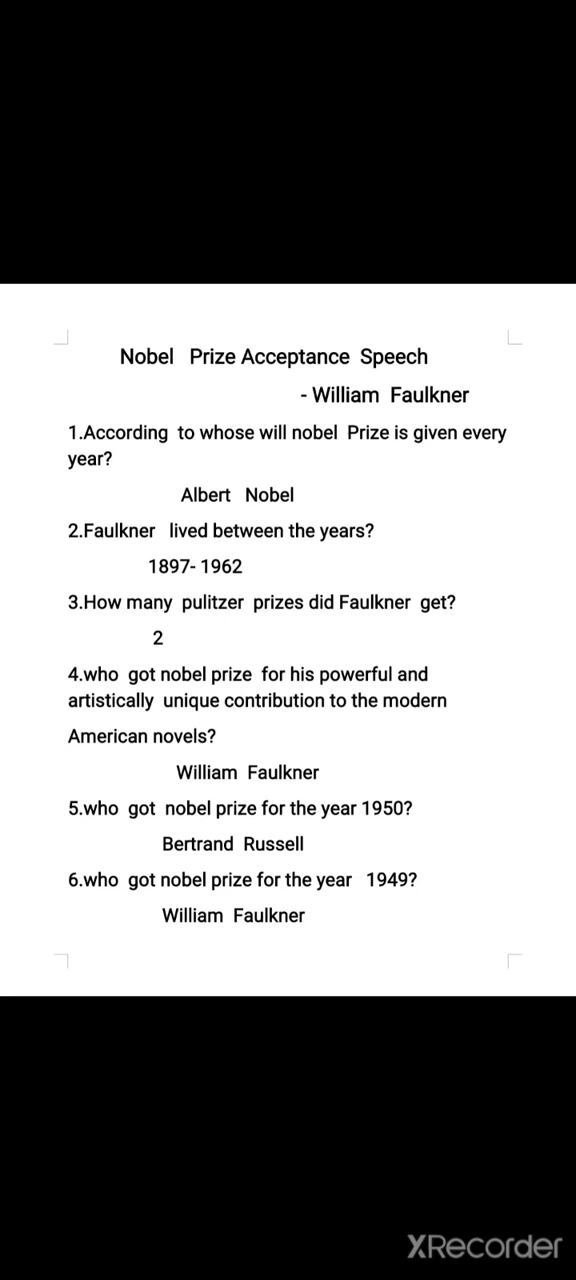 Nobel Prize Acceptance Speech
- William Faulkner
1.According to whose will nobel Prize is given every
year?
Albert Nobel
2.Faulkner lived between the years?
1897- 1962
3.How many pulitzer prizes did Faulkner get?
2
4.who got nobel prize for his powerful and
artistically unique contribution to the modern
American novels?
William Faulkner
5.who got nobel prize for the year 1950?
Bertrand Russell
6.who got nobel prize for the year 1949?
William Faulkner
XRecorder